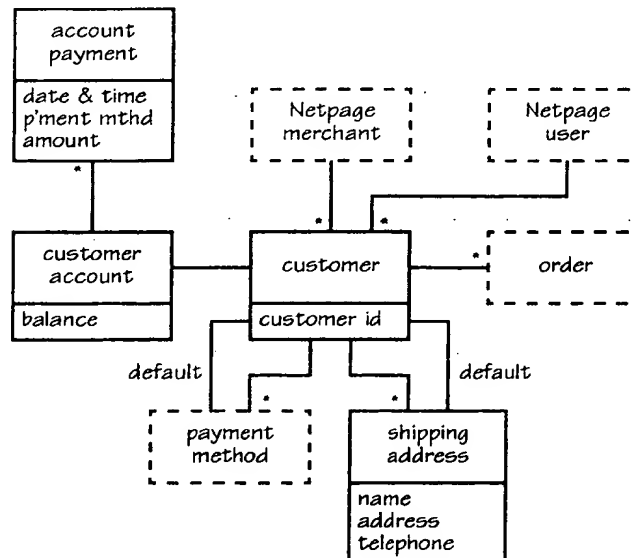 account
payment
date & time
p'ment mthd
amount
*
Netpage
merchant
*
Netpage
user
*
customer
account
balance
customer
customer id
*
order
default
*
payment
method
*
default
shipping
address
name
address
telephone